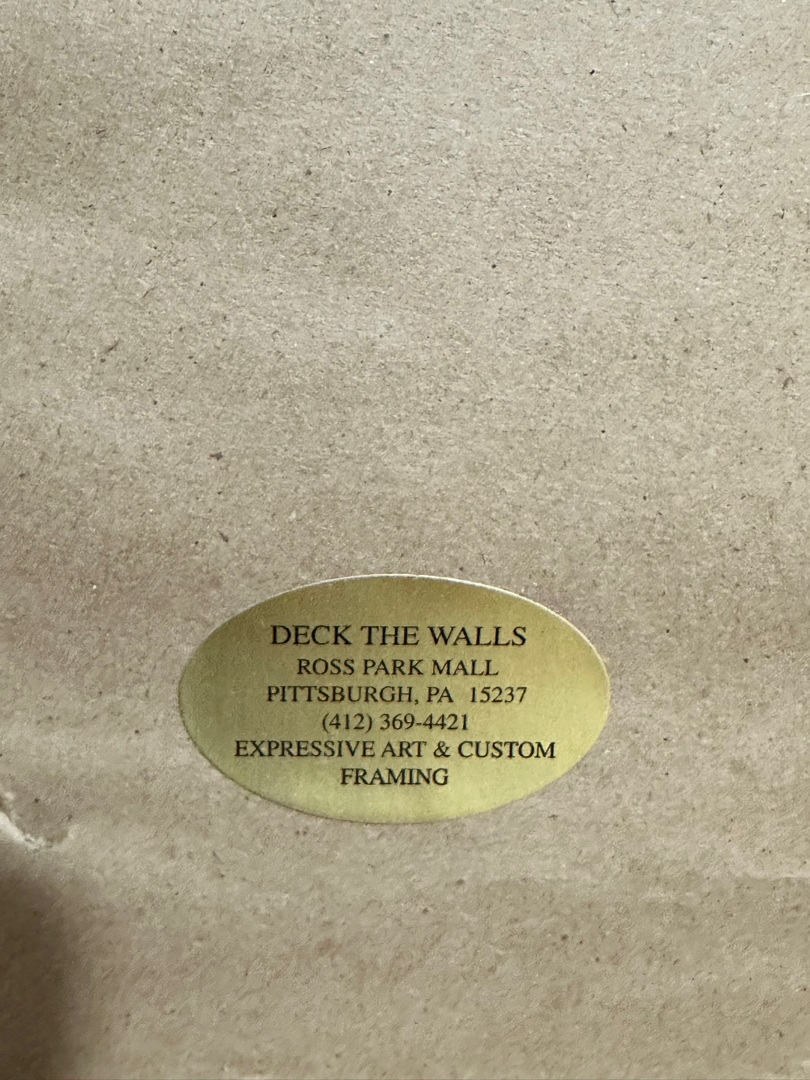 DECK THE WALLS
ROSS PARK MALL
PITTSBURGH, PA  15237
(412) 369-4421
EXPRESSIVE ART & CUSTOM
FRAMING